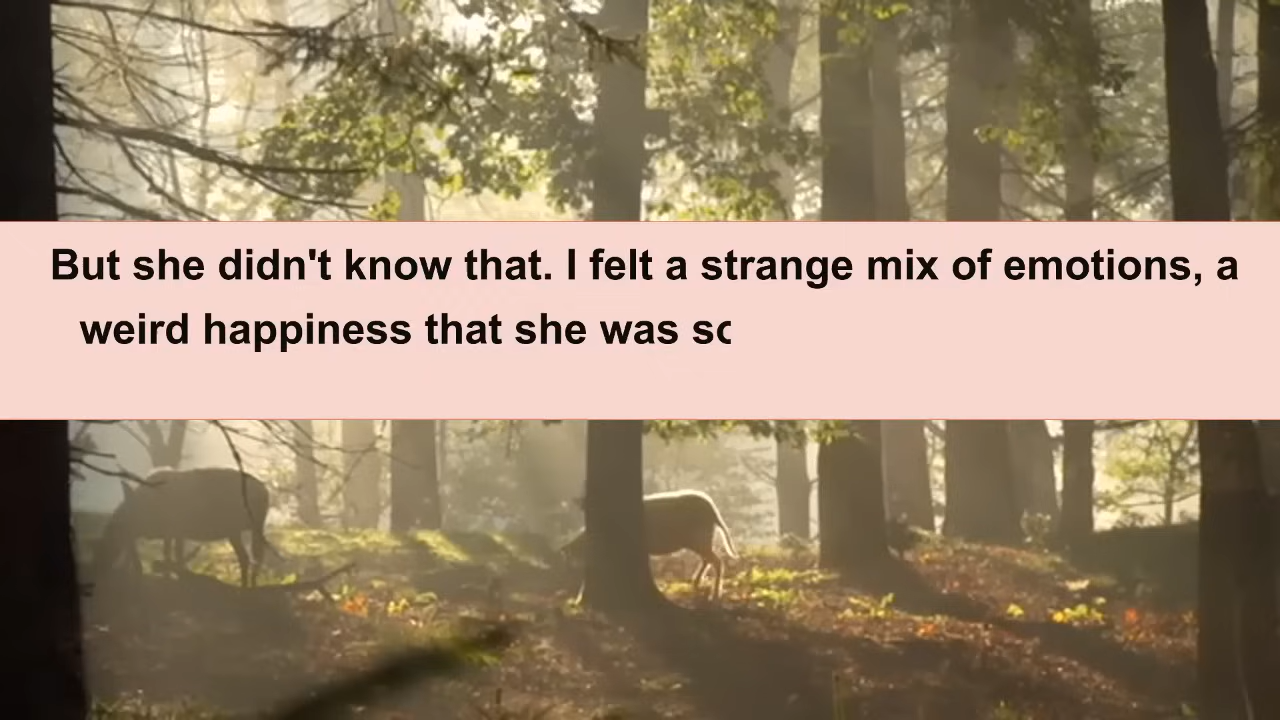 But she didn't know that. I felt a strange mix of emotions, a
weird happiness that she was